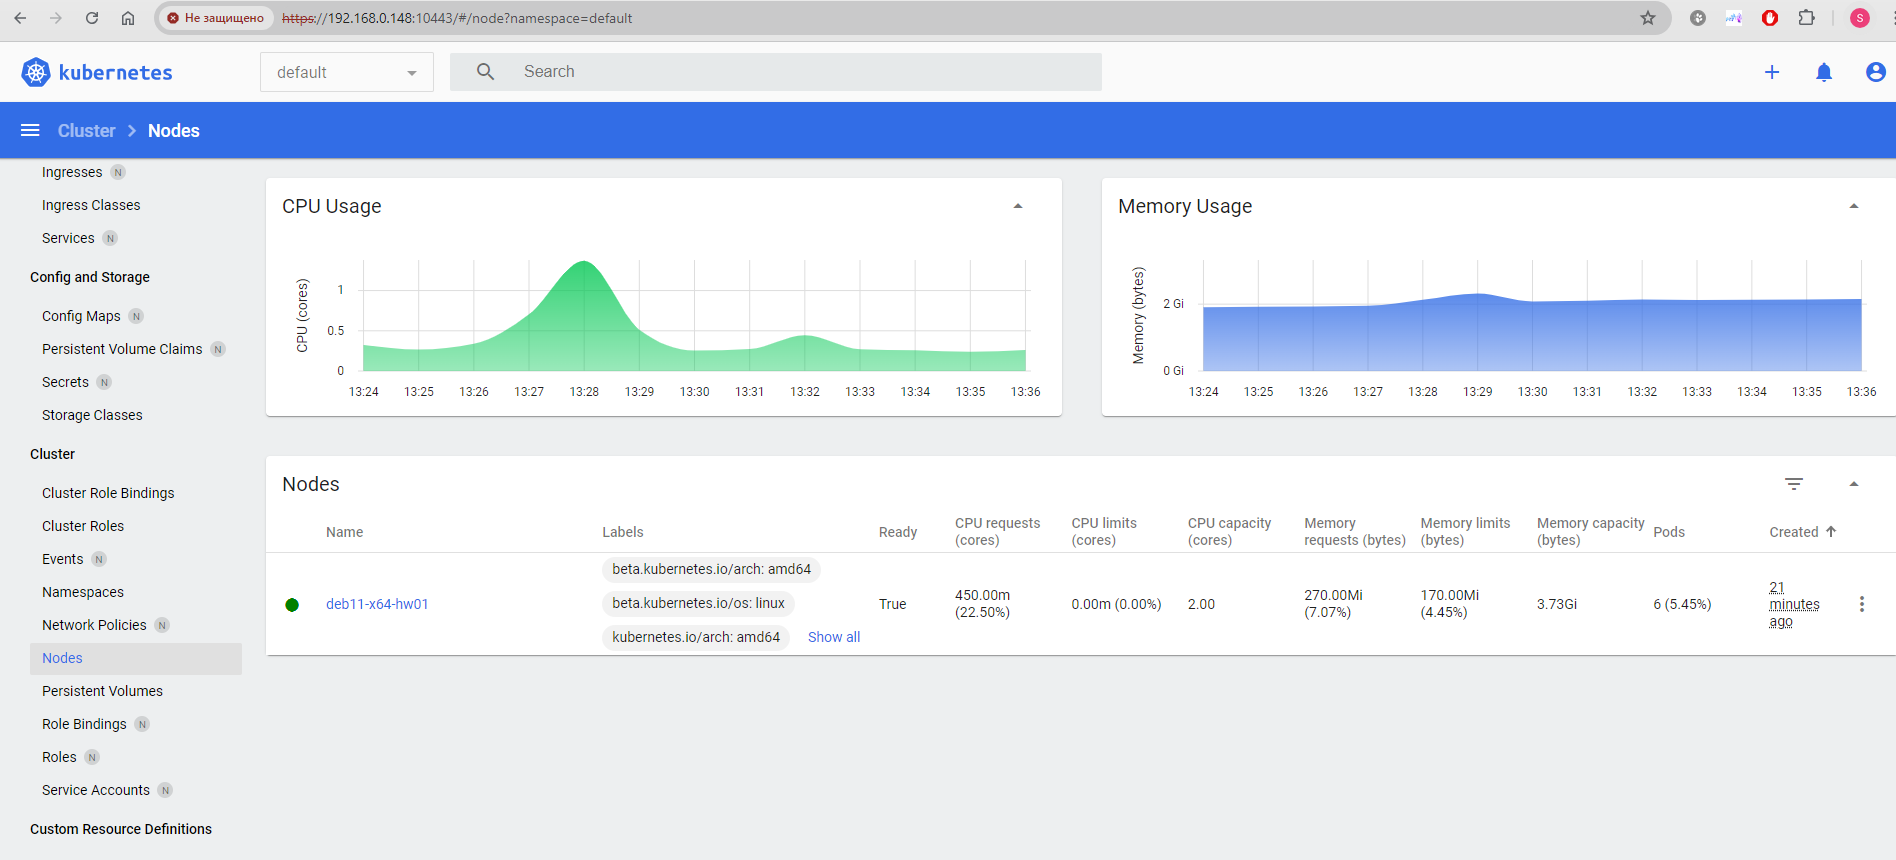 Не защищено https://192.168.0.148:10443/#/node?namespace=default S
kubernetes default Search
Cluster Nodes
Ingresses N
Ingress Classes
Services N
Config and Storage
Config Maps N
Persistent Volume Claims N
Secrets N
Storage Classes
Cluster
Cluster Role Bindings
Cluster Roles
Events N
Namespaces
Network Policies N
Nodes
Persistent Volumes
Role Bindings N
Roles N
Service Accounts N
Custom Resource Definitions
CPU Usage
CPU (cores)
1
0.5
0
13:24 13:25 13:26 13:27 13:28 13:29 13:30 13:31 13:32 13:33 13:34 13:35 13:36
Memory Usage
Memory (bytes)
2 Gi
0 Gi
13:24 13:25 13:26 13:27 13:28 13:29 13:30 13:31 13:32 13:33 13:34 13:35 13:36
Nodes
Name
Labels
Ready
CPU requests
(cores)
CPU limits
(cores)
CPU capacity
(cores)
Memory
requests (bytes)
Memory limits
(bytes)
Memory capacity
(bytes)
Pods
Created
deb11-x64-hw01
beta.kubernetes.io/arch: amd64
beta.kubernetes.io/os: linux
kubernetes.io/arch: amd64 Show all
True
450.00m
(22.50%)
0.00m (0.00%)
2.00
270.00Mi
(7.07%)
170.00Mi
(4.45%)
3.73Gi
6 (5.45%)
21
minutes
ago